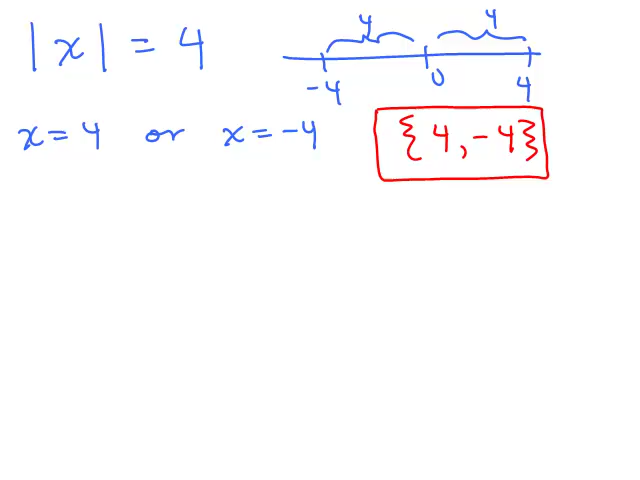 |x| = 4
4 4
-4 0 4
x = 4 or x = -4
{4, -4}